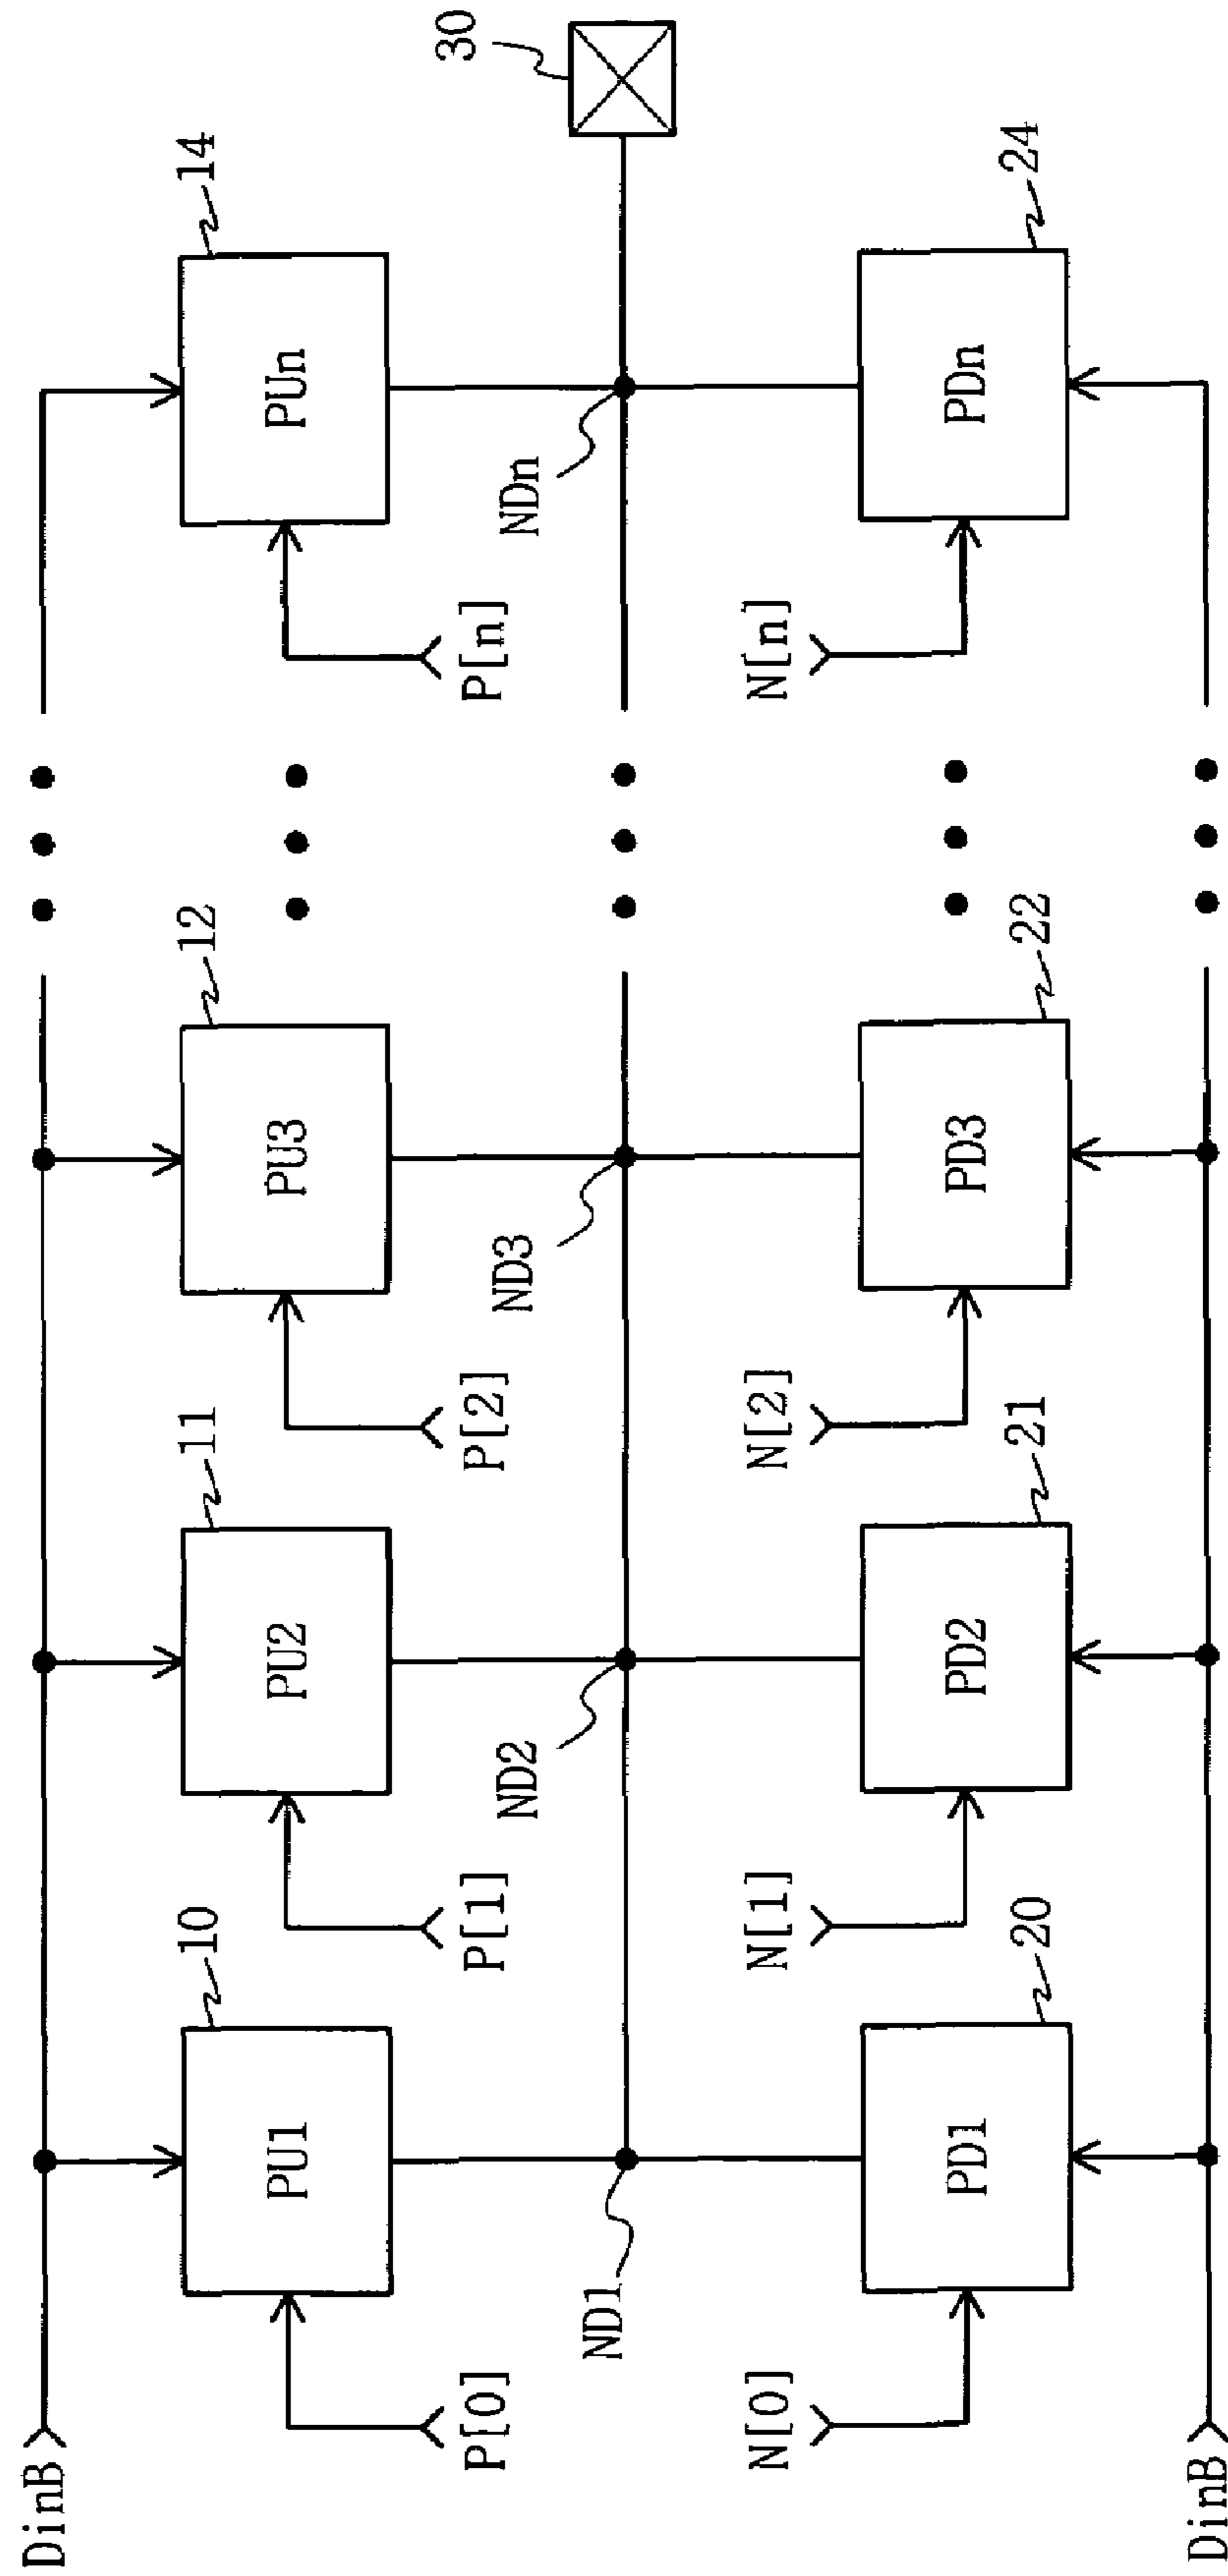 DinB
10
11
12
14
PU1
PU2
PU3
PUn
30
P[0]
P[1]
P[2]
P[n]
ND1
ND2
ND3
NDn
N[0]
N[1]
N[2]
N[n]
PD1
PD2
PD3
PDn
20
21
22
24
DinB